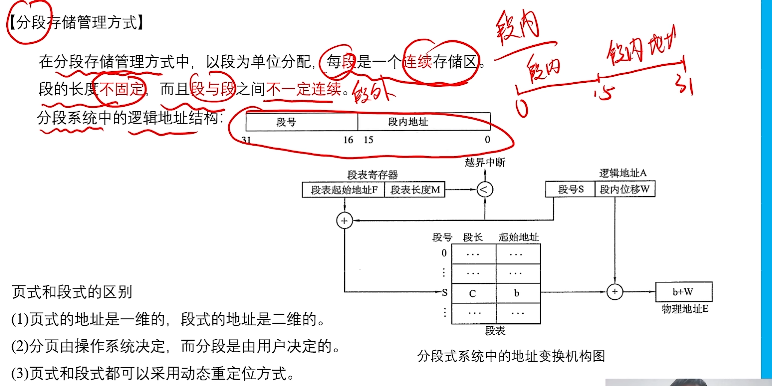 【分段存储管理方式】
在分段存储管理方式中，以段为单位分配，每段是一个连续存储区。
段的长度不固定，而且段与段之间不一定连续。
分段系统中的逻辑地址结构：
段内
段内
段内地址
0
15
31
段外
段号 段内地址
31 16 15 0
越界中断
段表寄存器
段表起始地址F 段表长度M
<
逻辑地址A
段号S 段内位移W
+
段号 段长 起始地址
0 … …
⋮ … …
S C b
⋮ … …
段表
+
b+W
物理地址E
分段式系统中的地址变换机构图
页式和段式的区别
(1)页式的地址是一维的，段式的地址是二维的。
(2)分页由操作系统决定，而分段是由用户决定的。
(3)页式和段式都可以采用动态重定位方式。